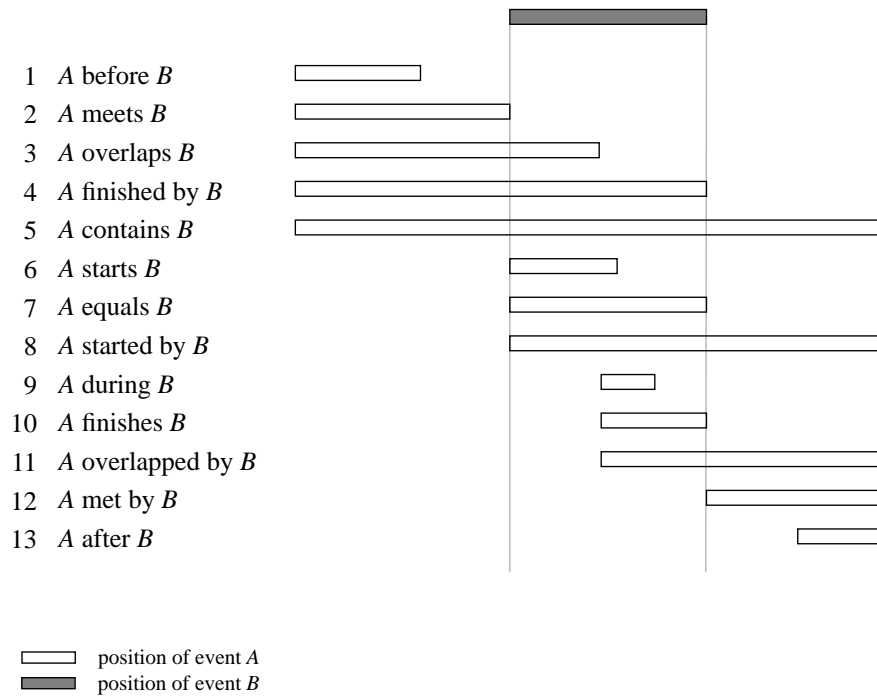 1 A before B
2 A meets B
3 A overlaps B
4 A finished by B
5 A contains B
6 A starts B
7 A equals B
8 A started by B
9 A during B
10 A finishes B
11 A overlapped by B
12 A met by B
13 A after B
position of event A
position of event B